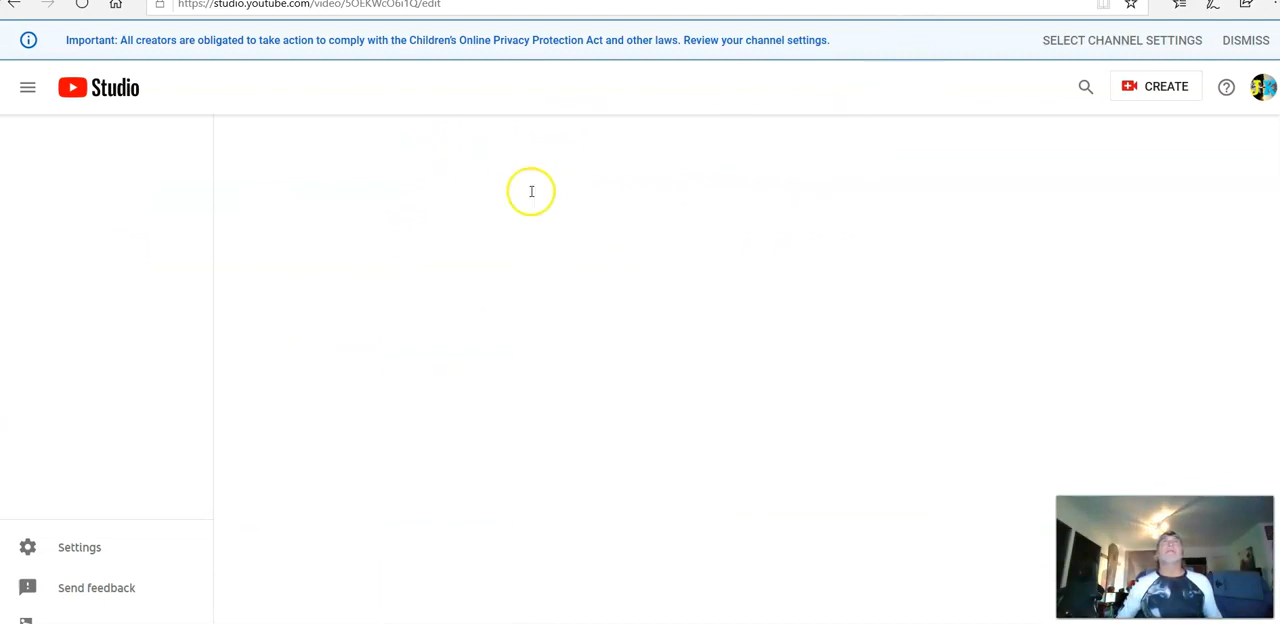 https://studio.youtube.com/video/5OEKWcO6i1Q/edit
Important: All creators are obligated to take action to comply with the Children's Online Privacy Protection Act and other laws. Review your channel settings.
SELECT CHANNEL SETTINGS
DISMISS
Studio
CREATE
Settings
Send feedback